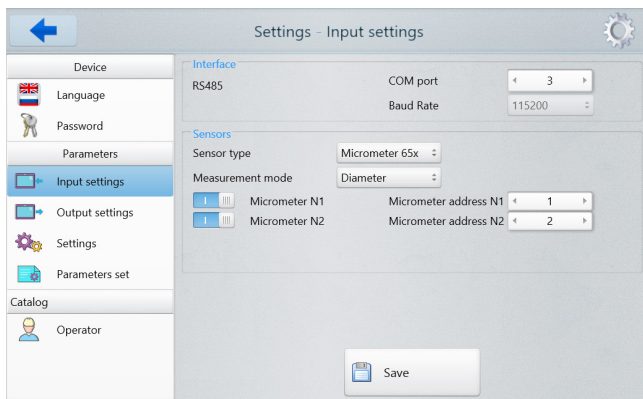 Settings - Input settings
Device
Language
Password
Parameters
Input settings
Output settings
Settings
Parameters set
Catalog
Operator
Interface
RS485
COM port 3
Baud Rate 115200
Sensors
Sensor type Micrometer 65x
Measurement mode Diameter
Micrometer N1 Micrometer address N1 1
Micrometer N2 Micrometer address N2 2
Save